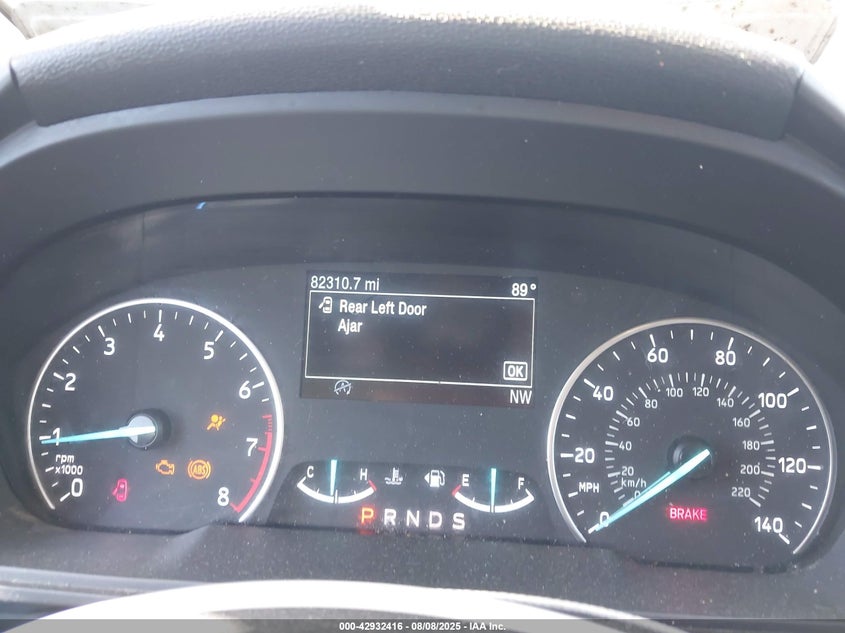 82310.7 mi 89°
Rear Left Door
Ajar
OK
NW
0 1 2 3 4 5 6 7 8
rpm
x1000
ABS
C H E F
P R N D S
0 20 40 60 80 100 120 140
MPH
0 20 40 60 80 100 120 140 160 180 200 220
km/h
BRAKE
000-42932416 - 08/08/2025 - IAA Inc.